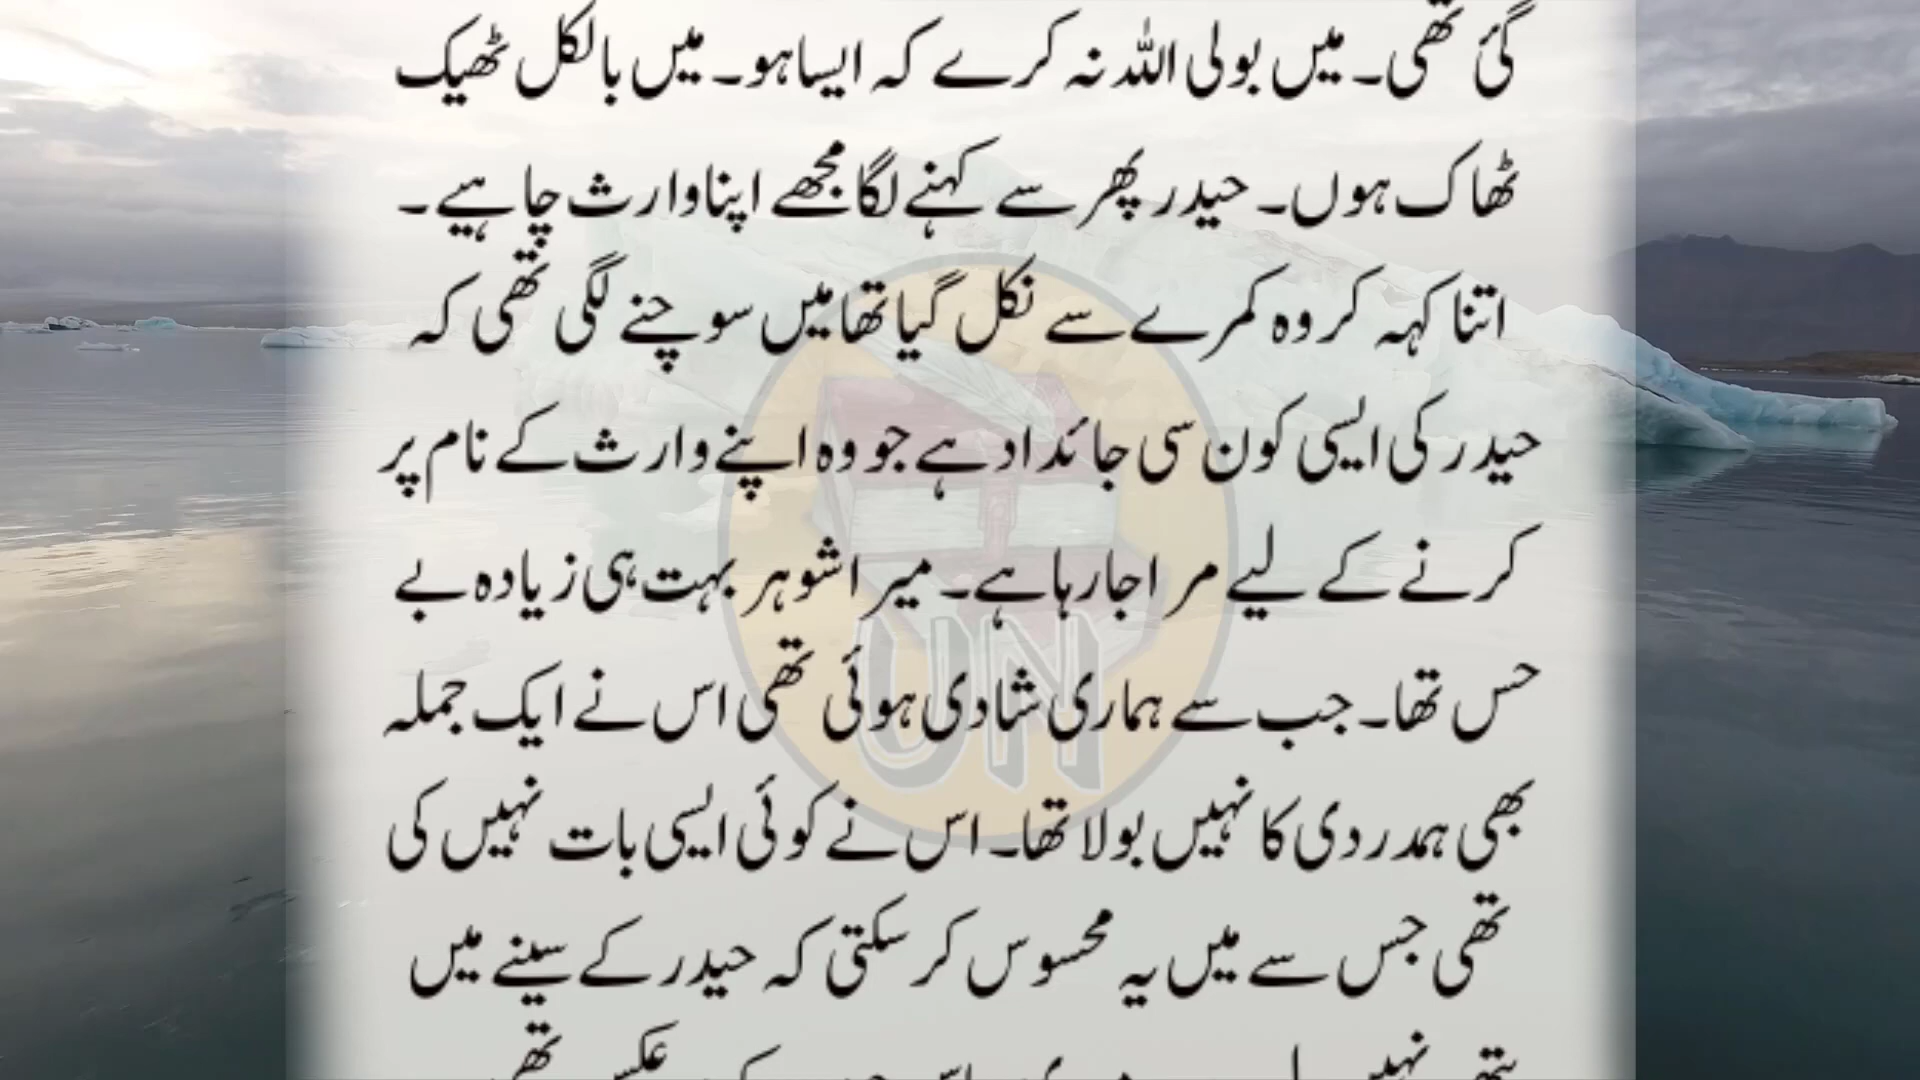 گئ تھی۔ میں بولی اللہ نہ کرے کہ ایسا ہو۔ میں بالکل ٹھیک
ٹھاک ہوں۔ حیدر پھر سے کہنے لگا مجھے اپنا وارث چاہیے۔
اتنا کہہ کر وہ کمرے سے نکل گیا تھا میں سوچنے لگی تھی کہ
حیدر کی ایسی کون سی جائداد ہے جو وہ اپنے وارث کے نام پر
کرنے کے لیے مرا جا رہا ہے۔ میرا شوہر بہت ہی زیادہ بے
حس تھا۔ جب سے ہماری شادی ہوئی تھی اس نے ایک جملہ
بھی ہمدردی کا نہیں بولا تھا۔ اس نے کوئی ایسی بات نہیں کی
تھی جس سے میں یہ محسوس کر سکتی کہ حیدر کے سینے میں
UN